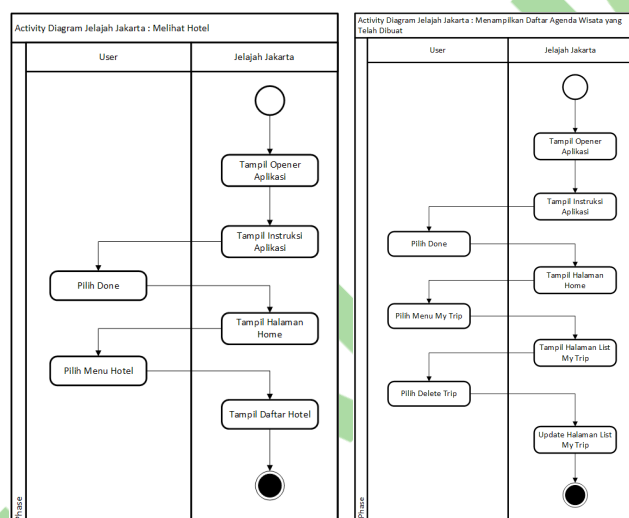 Activity Diagram Jelajah Jakarta : Melihat Hotel
User
Jelajah Jakarta
Tampil Opener
Aplikasi
Tampil Instruksi
Aplikasi
Pilih Done
Tampil Halaman
Home
Pilih Menu Hotel
Tampil Daftar Hotel
Phase
Activity Diagram Jelajah Jakarta : Menampilkan Daftar Agenda Wisata yang
Telah Dibuat
User
Jelajah Jakarta
Tampil Opener
Aplikasi
Tampil Instruksi
Aplikasi
Pilih Done
Tampil Halaman
Home
Pilih Menu My Trip
Tampil Halaman List
My Trip
Pilih Delete Trip
Update Halaman List
My Trip
Phase